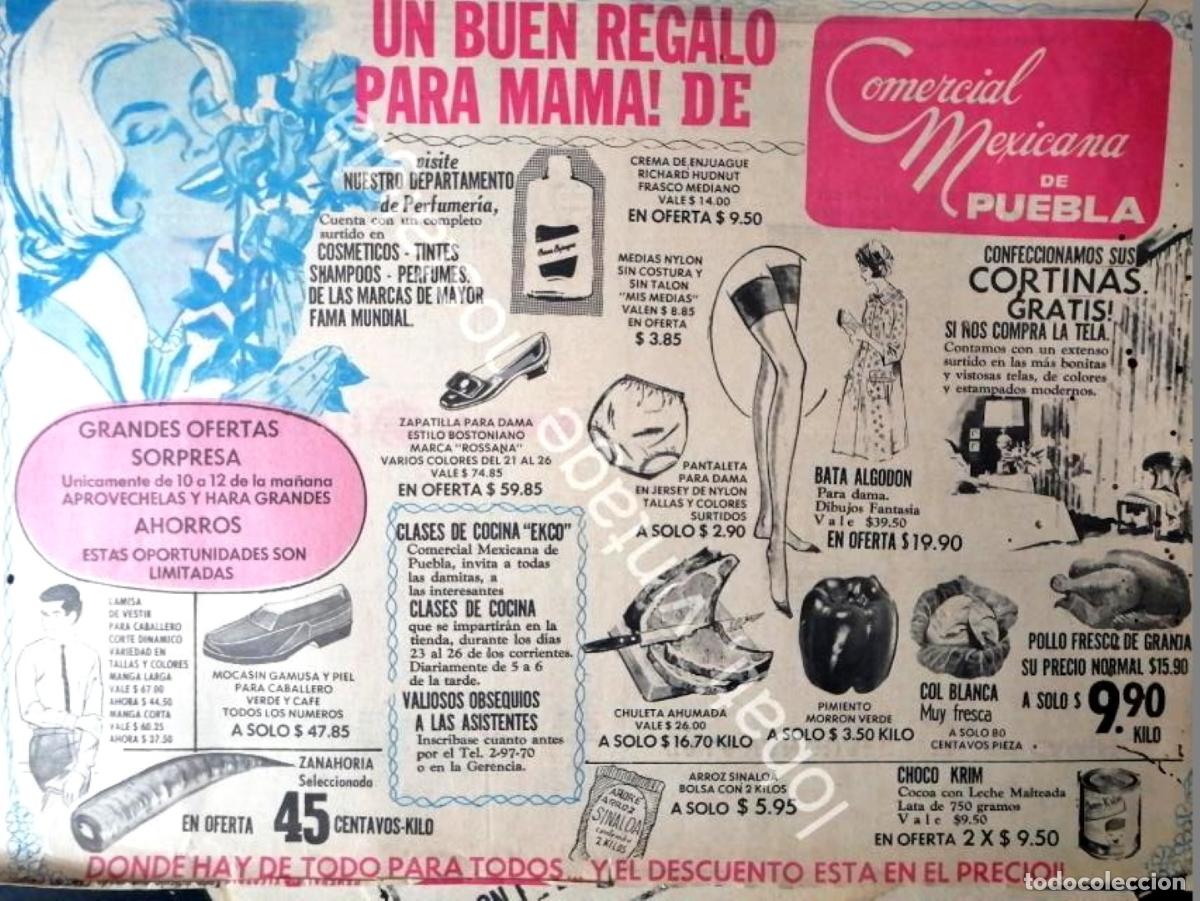 UN BUEN REGALO
PARA MAMA! DE
Comercial
Mexicana
DE
PUEBLA
visite
NUESTRO DEPARTAMENTO
de Perfumería,
Cuenta con un completo
surtido en
COSMETICOS - TINTES
SHAMPOOS - PERFUMES.
DE LAS MARCAS DE MAYOR
FAMA MUNDIAL.
CREMA DE ENJUAGUE
RICHARD HUDNUT
FRASCO MEDIANO
VALE $ 14.00
EN OFERTA $ 9.50
MEDIAS NYLON
SIN COSTURA Y
SIN TALON
"MIS MEDIAS"
VALEN $ 8.85
EN OFERTA
$ 3.85
CONFECCIONAMOS SUS
CORTINAS
GRATIS!
SI NOS COMPRA LA TELA.
Contamos con un extenso
surtido en las más bonitas
y vistosas telas, de colores
y estampados modernos.
GRANDES OFERTAS
SORPRESA
Unicamente de 10 a 12 de la mañana
APROVECHELAS Y HARA GRANDES
AHORROS
ESTAS OPORTUNIDADES SON
LIMITADAS
ZAPATILLA PARA DAMA
ESTILO BOSTONIANO
MARCA "ROSSANA"
VARIOS COLORES DEL 21 AL 26
VALE $ 74.85
EN OFERTA $ 59.85
PANTALETA
PARA DAMA
EN JERSEY DE NYLON
TALLAS Y COLORES
SURTIDOS
A SOLO $ 2.90
BATA ALGODON
Para dama.
Dibujos Fantasia
Vale $39.50
EN OFERTA $19.90
CLASES DE COCINA "EKCO"
Comercial Mexicana de
Puebla, invita a todas
las damitas, a
las interesantes
CLASES DE COCINA
que se impartirán en la
tienda, durante los días
23 al 26 de los corrientes.
Diariamente de 5 a 6
de la tarde.
VALIOSOS OBSEQUIOS
A LAS ASISTENTES
Inscríbase cuanto antes
por el Tel. 2-97-70
o en la Gerencia.
CAMISA
DE VESTIR
PARA CABALLERO
CORTE DINAMICO
VARIEDAD EN
TALLAS Y COLORES
MANGA LARGA
VALE $ 67.00
AHORA $ 44.50
MANGA CORTA
VALE $ 60.25
AHORA $ 37.50
MOCASIN GAMUSA Y PIEL
PARA CABALLERO
VERDE Y CAFE
TODOS LOS NUMEROS
A SOLO $ 47.85
CHULETA AHUMADA
VALE $ 26.00
A SOLO $ 16.70 KILO
PIMIENTO
MORRON VERDE
A SOLO $ 3.50 KILO
COL BLANCA
Muy fresca
A SOLO 80
CENTAVOS PIEZA
POLLO FRESCO DE GRANJA
SU PRECIO NORMAL $15.90
A SOLO $ 9.90
KILO
ZANAHORIA
Seleccionada
EN OFERTA 45 CENTAVOS-KILO
ARROZ
SINALOA
2 KILOS
ARROZ SINALOA
BOLSA CON 2 KILOS
A SOLO $ 5.95
CHOCO KRIM
Cocoa con Leche Malteada
Lata de 750 gramos
Vale $9.50
EN OFERTA 2 X $ 9.50
DONDE HAY DE TODO PARA TODOS... Y EL DESCUENTO ESTA EN EL PRECIO!!
todocoleccion